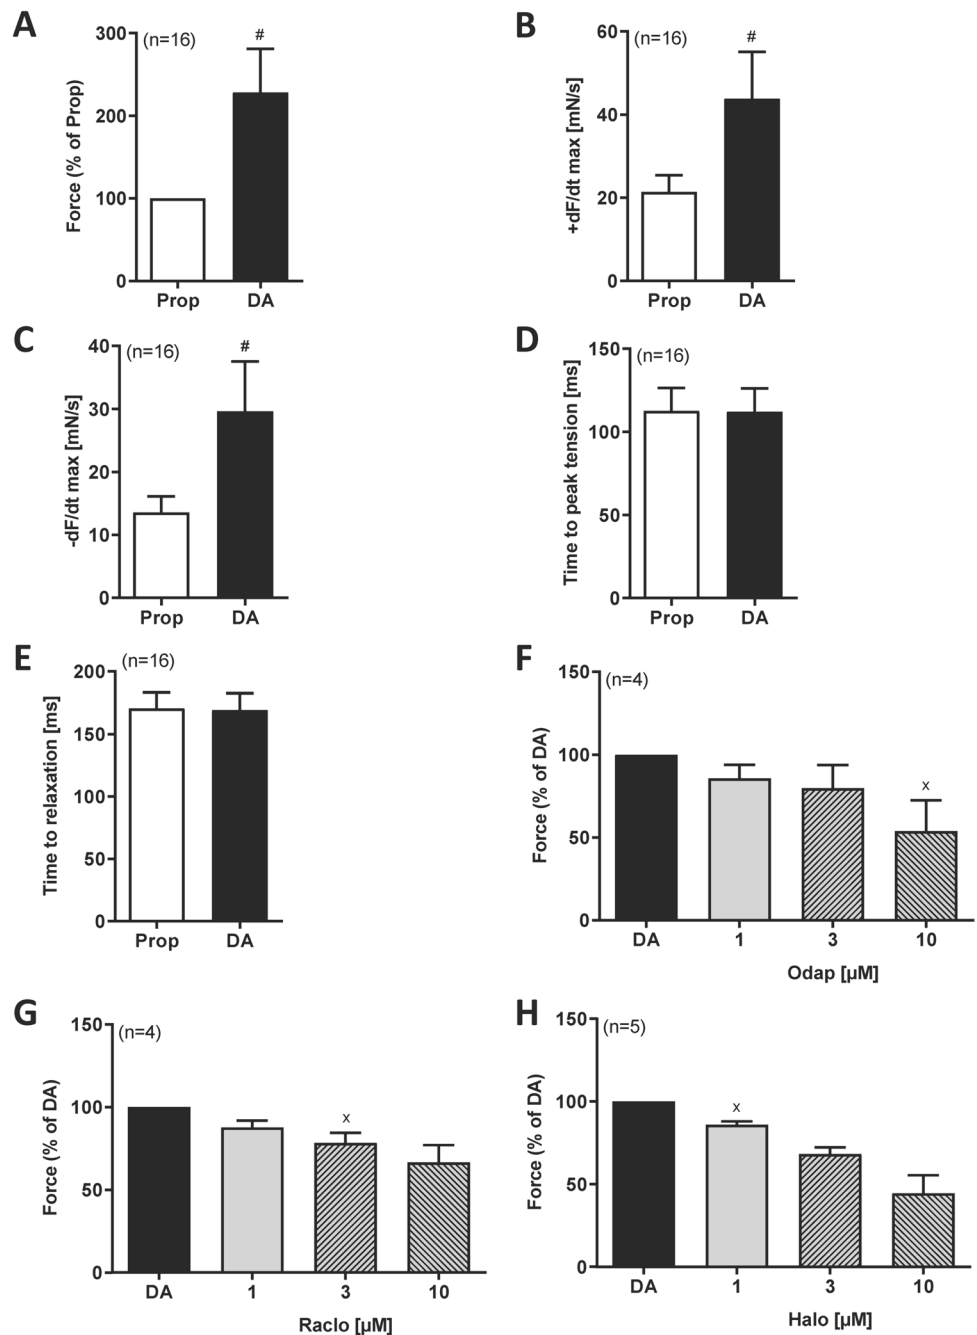 A
(n=16)
#
Force (% of Prop)
300
200
100
0
Prop DA
B
(n=16)
#
+dF/dt max [mN/s]
60
40
20
0
Prop DA
C
(n=16)
#
-dF/dt max [mN/s]
40
30
20
10
0
Prop DA
D
(n=16)
Time to peak tension [ms]
150
100
50
0
Prop DA
E
(n=16)
Time to relaxation [ms]
200
150
100
50
0
Prop DA
F
(n=4)
x
Force (% of DA)
150
100
50
0
DA 1 3 10
Odap [µM]
G
(n=4)
x
Force (% of DA)
150
100
50
0
DA 1 3 10
Raclo [µM]
H
(n=5)
x
Force (% of DA)
150
100
50
0
DA 1 3 10
Halo [µM]